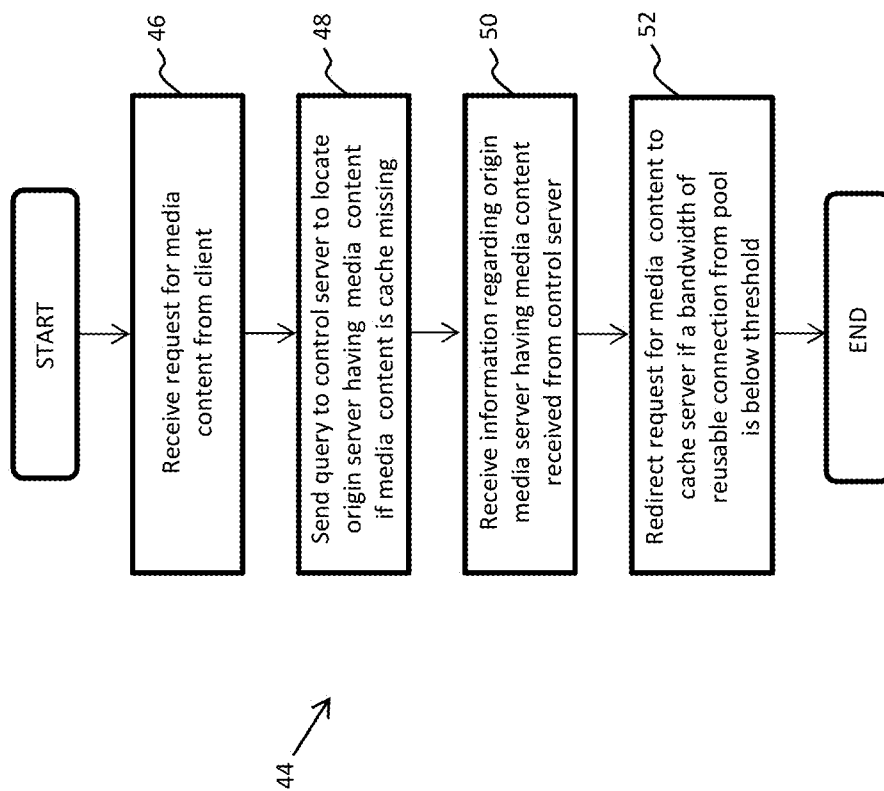 START
46
Receive request for media
content from client
48
Send query to control server to locate
origin server having media content
if media content is cache missing
50
Receive information regarding origin
media server having media content
received from control server
52
Redirect request for media content to
cache server if a bandwidth of
reusable connection from pool
is below threshold
END
44